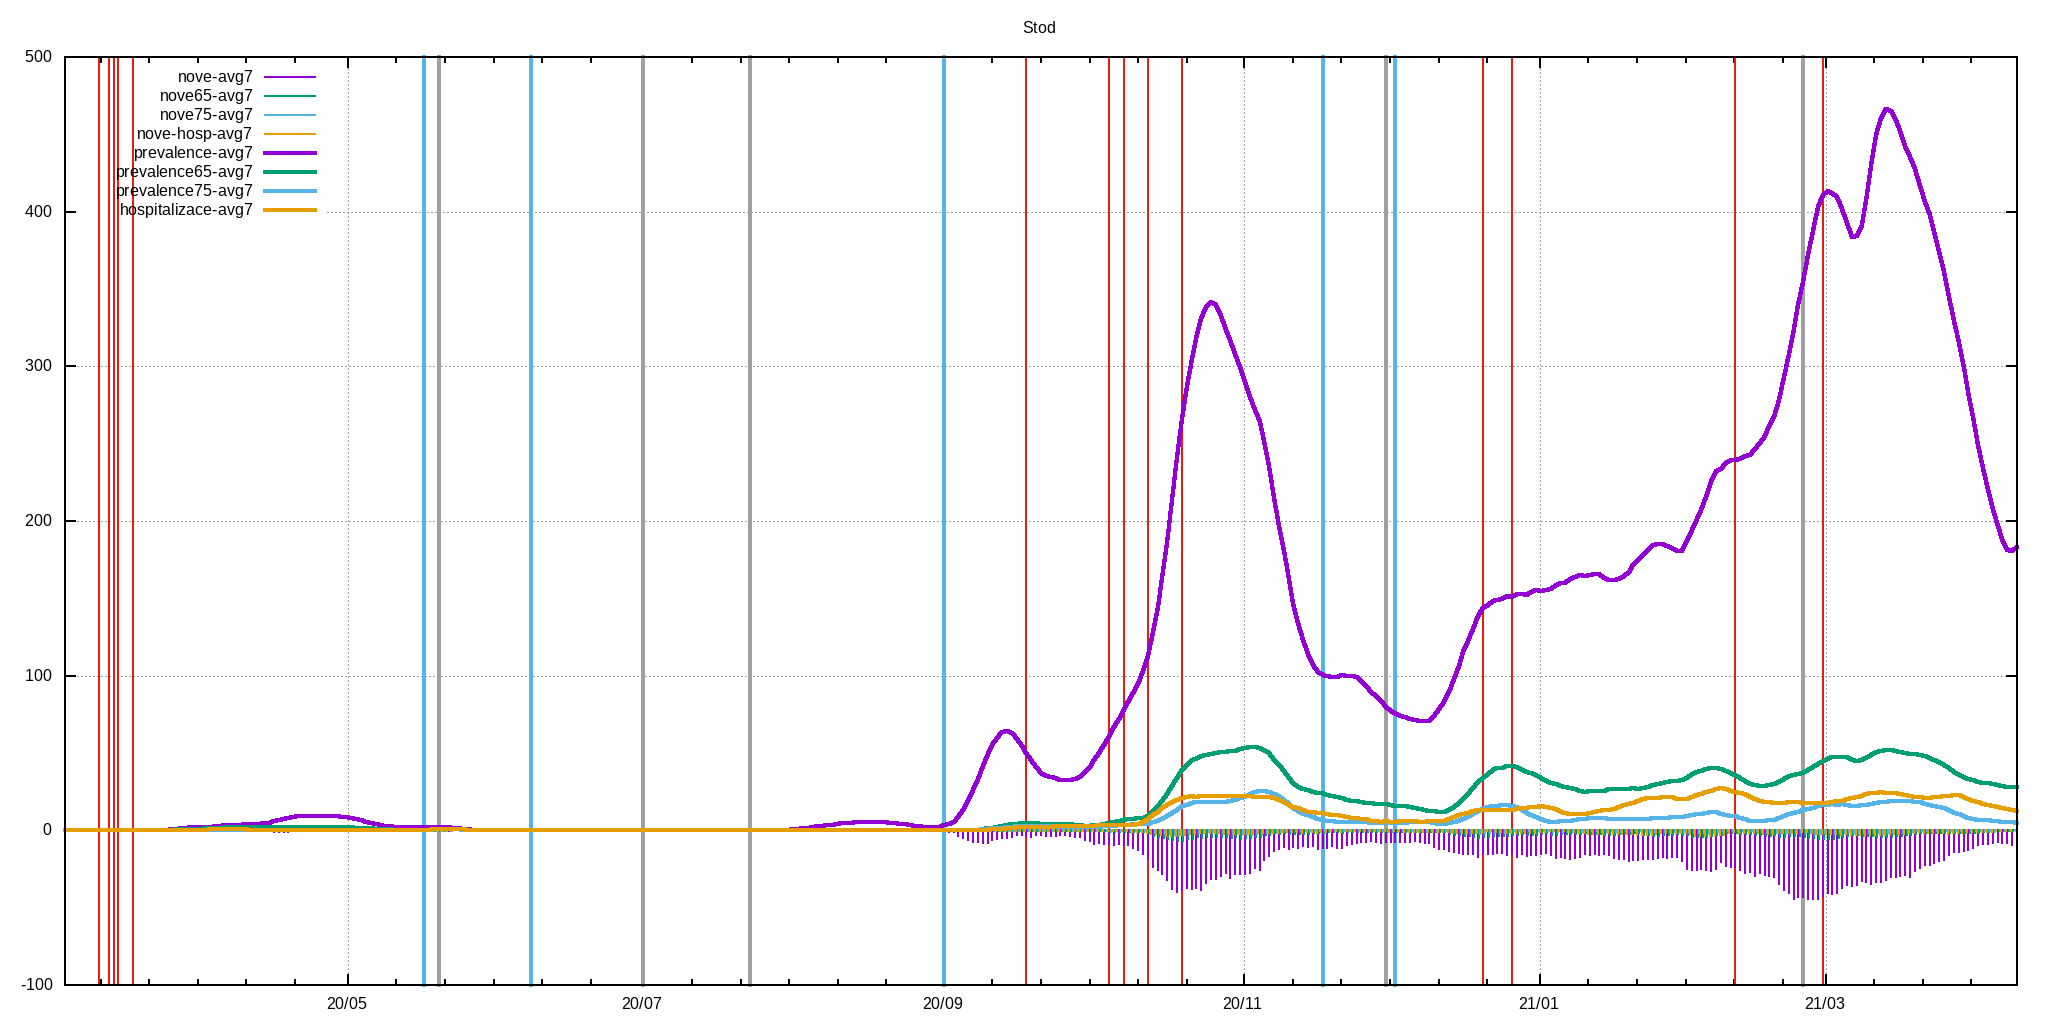 Stod
500
400
300
200
100
0
-100
nove-avg7
nove65-avg7
nove75-avg7
nove-hosp-avg7
prevalence-avg7
prevalence65-avg7
prevalence75-avg7
hospitalizace-avg7
20/05
20/07
20/09
20/11
21/01
21/03